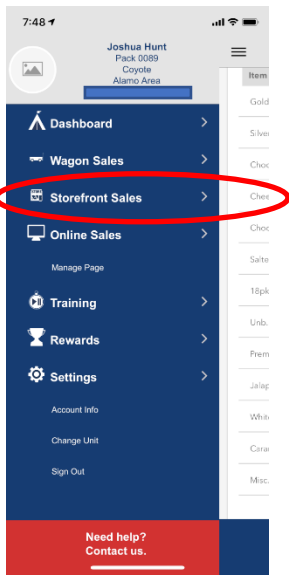 7:48
Joshua Hunt
Pack 0089
Coyote
Alamo Area
Dashboard
Wagon Sales
Storefront Sales
Online Sales
Manage Page
Training
Rewards
Settings
Account Info
Change Unit
Sign Out
Need help?
Contact us.
Item
Gold
Silver
Choc
Chee
Choc
Salte
18pk
Unb.
Prem
Jalap
White
Caram
Misc.